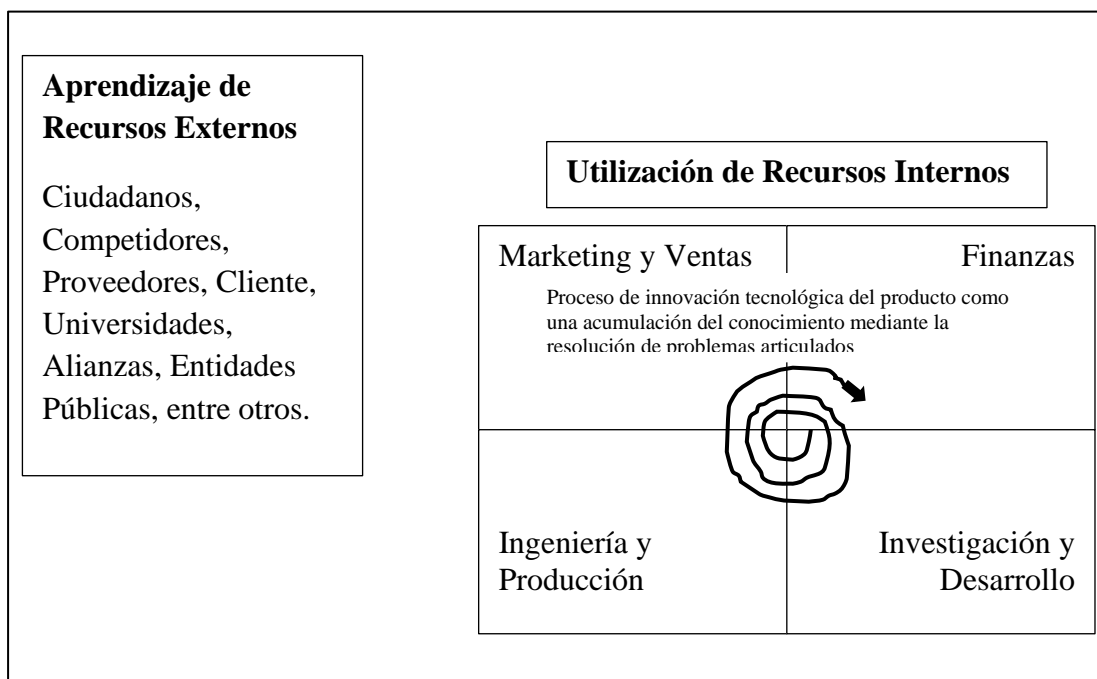 Aprendizaje de
Recursos Externos
Ciudadanos,
Competidores,
Proveedores, Cliente,
Universidades,
Alianzas, Entidades
Públicas, entre otros.
Utilización de Recursos Internos
Marketing y Ventas
Finanzas
Proceso de innovación tecnológica del producto como
una acumulación del conocimiento mediante la
resolución de problemas articulados
Ingeniería y
Producción
Investigación y
Desarrollo